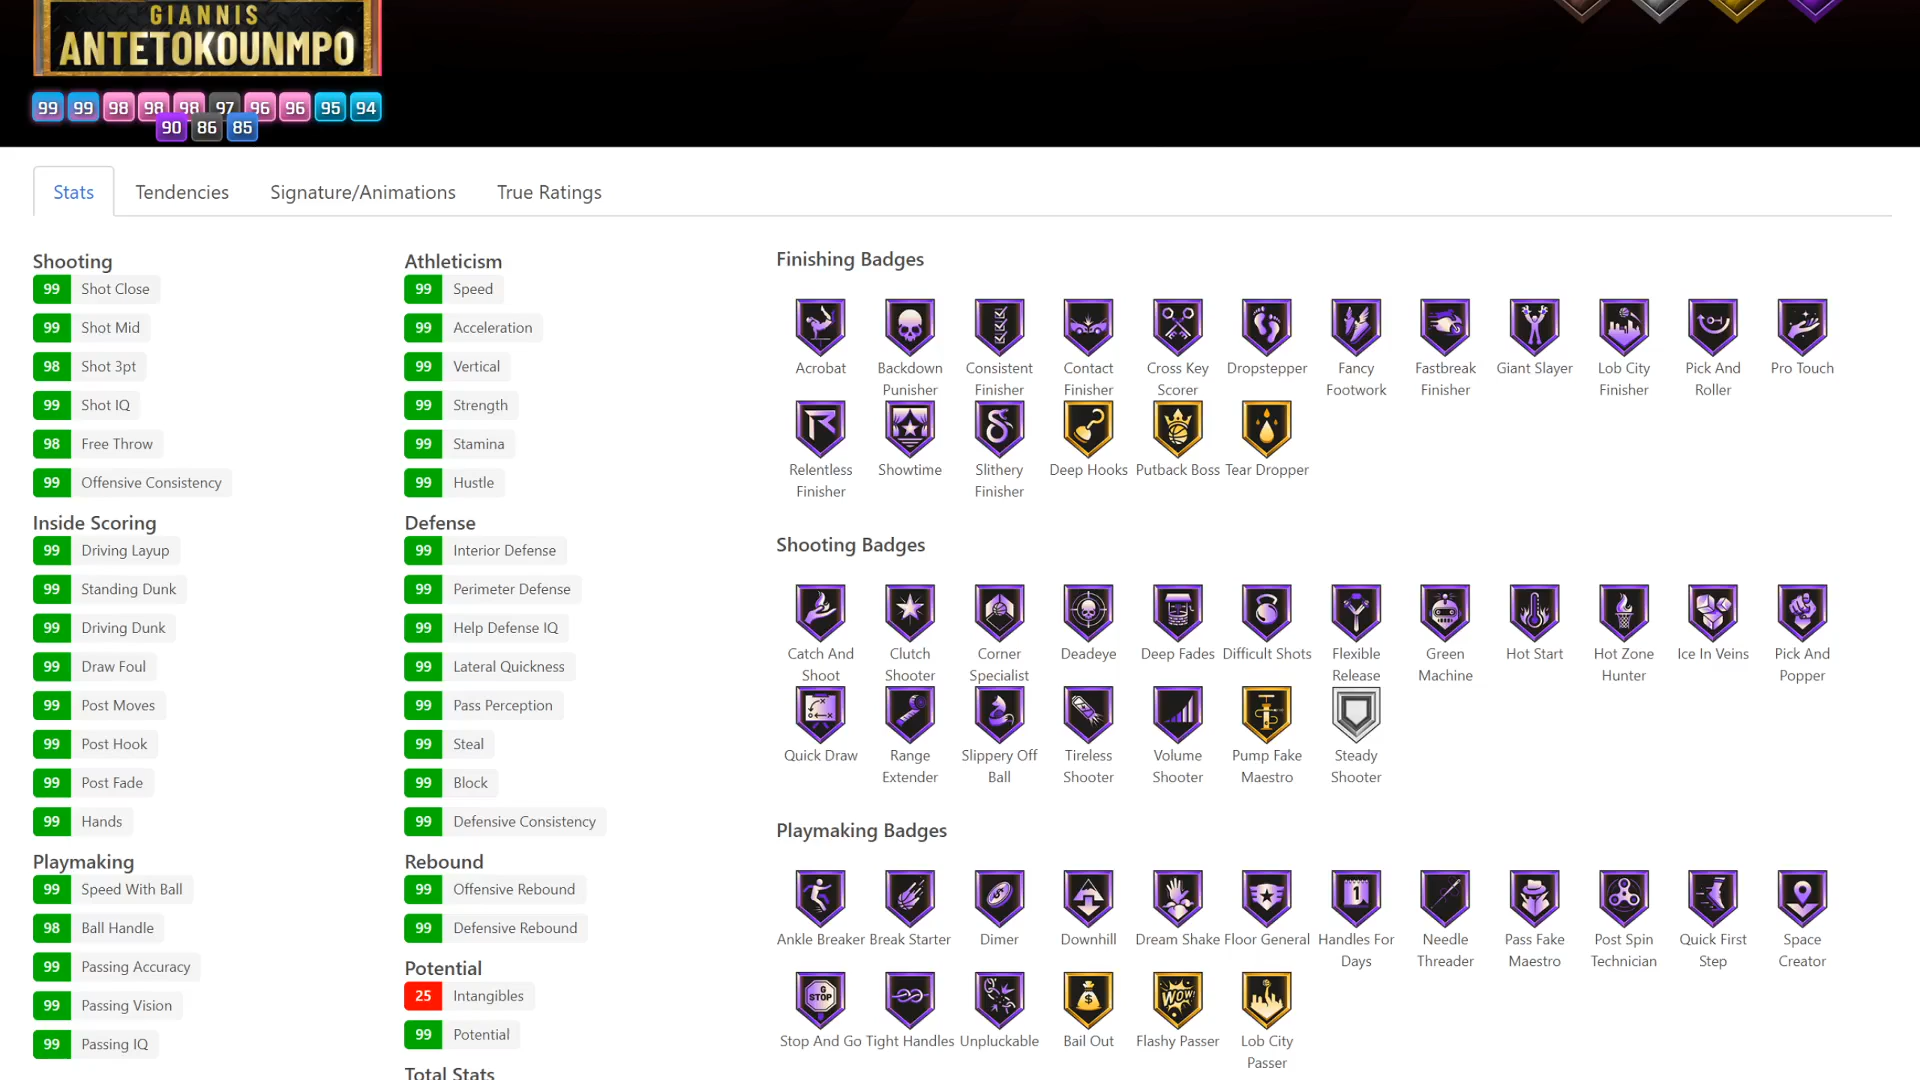 GIANNIS
ANTETOKOUNMPO
99 99 98 98 98 97 96 96 95 94
90 86 85
Stats Tendencies Signature/Animations True Ratings
Shooting
99 Shot Close
99 Shot Mid
98 Shot 3pt
99 Shot IQ
98 Free Throw
99 Offensive Consistency
Inside Scoring
99 Driving Layup
99 Standing Dunk
99 Driving Dunk
99 Draw Foul
99 Post Moves
99 Post Hook
99 Post Fade
99 Hands
Playmaking
99 Speed With Ball
98 Ball Handle
99 Passing Accuracy
99 Passing Vision
99 Passing IQ
Athleticism
99 Speed
99 Acceleration
99 Vertical
99 Strength
99 Stamina
99 Hustle
Defense
99 Interior Defense
99 Perimeter Defense
99 Help Defense IQ
99 Lateral Quickness
99 Pass Perception
99 Steal
99 Block
99 Defensive Consistency
Rebound
99 Offensive Rebound
99 Defensive Rebound
Potential
25 Intangibles
99 Potential
Total Stats
Finishing Badges
Acrobat Backdown Consistent Contact Cross Key Dropstepper Fancy Fastbreak Giant Slayer Lob City Pick And Pro Touch
Punisher Finisher Finisher Scorer Footwork Finisher Finisher Roller
Relentless Showtime Slithery Deep Hooks Putback Boss Tear Dropper
Finisher Finisher
Shooting Badges
Catch And Clutch Corner Deadeye Deep Fades Difficult Shots Flexible Green Hot Start Hot Zone Ice In Veins Pick And
Shoot Shooter Specialist Release Machine Hunter Popper
Quick Draw Range Slippery Off Tireless Volume Pump Fake Steady
Extender Ball Shooter Shooter Maestro Shooter
Playmaking Badges
1
Ankle Breaker Break Starter Dimer Downhill Dream Shake Floor General Handles For Needle Pass Fake Post Spin Quick First Space
Days Threader Maestro Technician Step Creator
G
STOP $ WOW!
Stop And Go Tight Handles Unpluckable Bail Out Flashy Passer Lob City
Passer